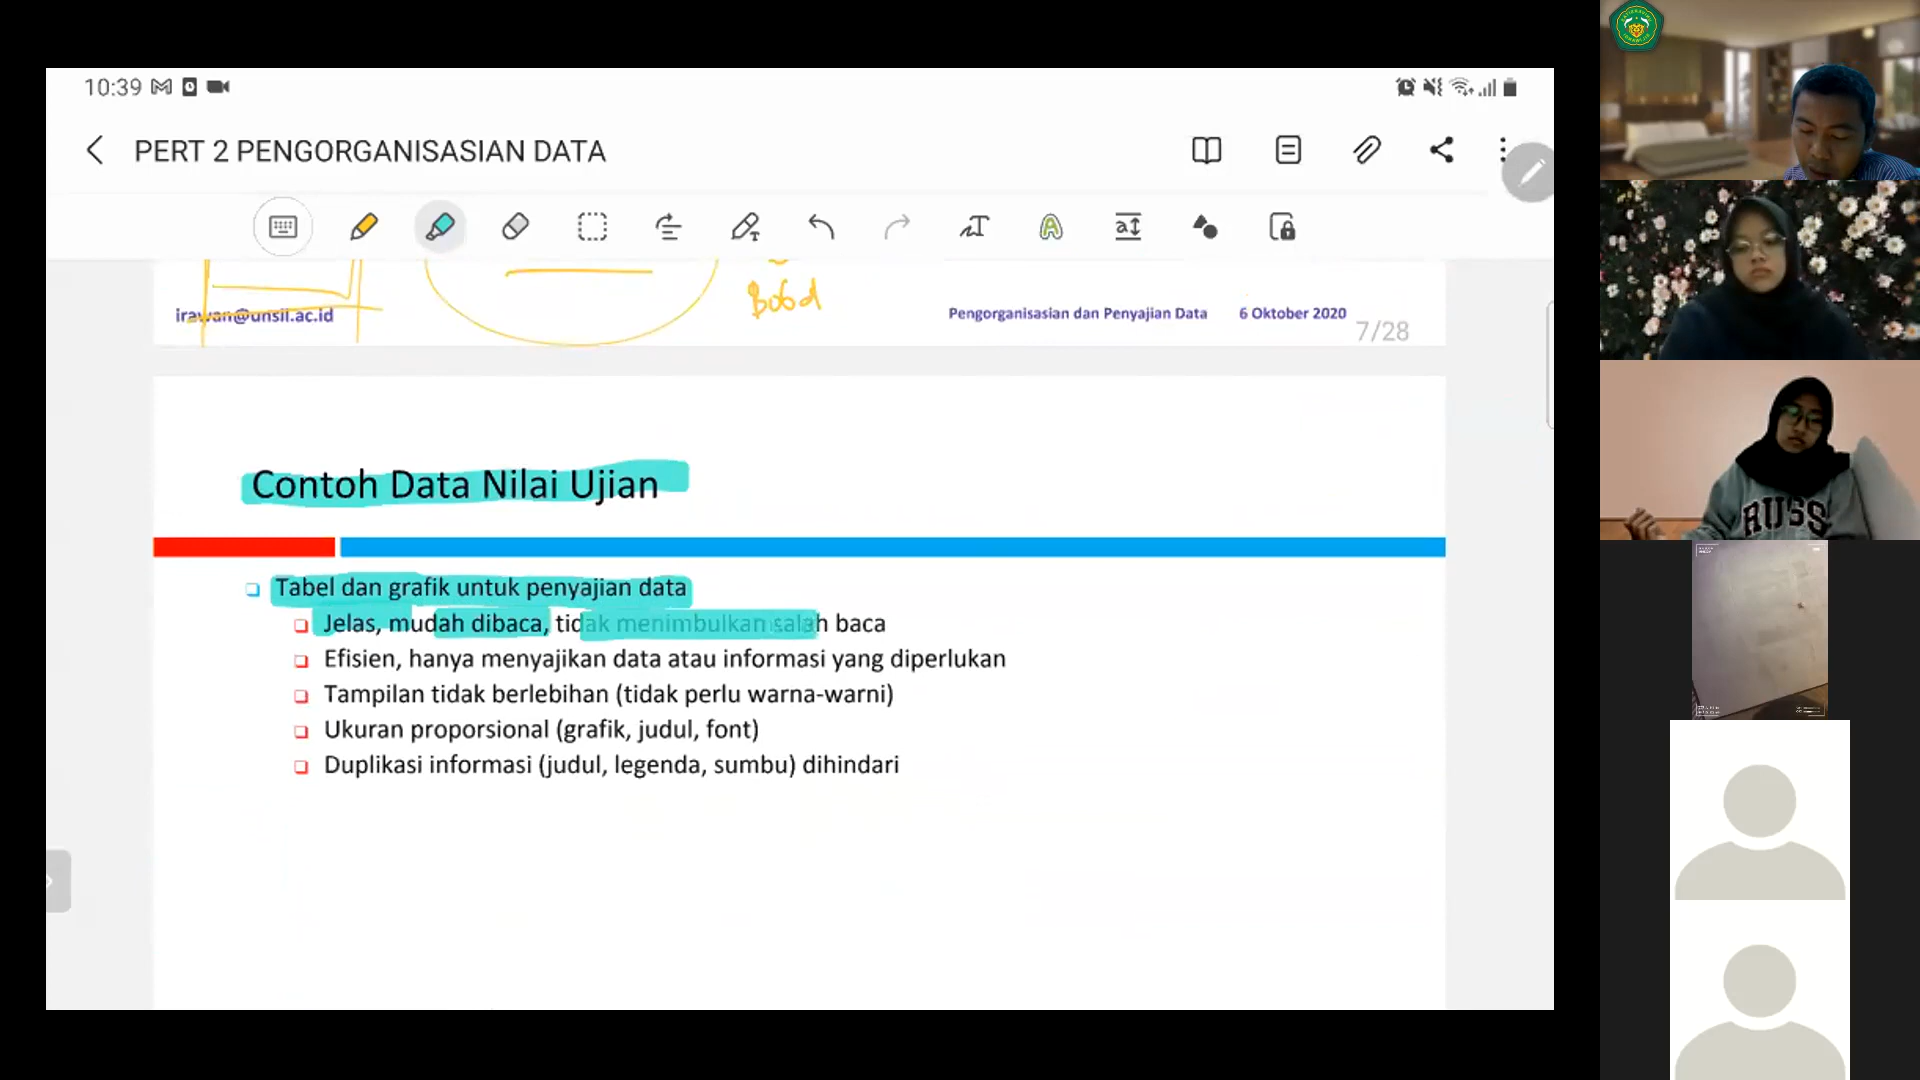 10:39
PERT 2 PENGORGANISASIAN DATA
Bobot
irawan@unsil.ac.id
Pengorganisasian dan Penyajian Data 6 Oktober 2020
7/28
Contoh Data Nilai Ujian
Tabel dan grafik untuk penyajian data
Jelas, mudah dibaca, tidak menimbulkan salah baca
Efisien, hanya menyajikan data atau informasi yang diperlukan
Tampilan tidak berlebihan (tidak perlu warna-warni)
Ukuran proporsional (grafik, judul, font)
Duplikasi informasi (judul, legenda, sumbu) dihindari
RUSS